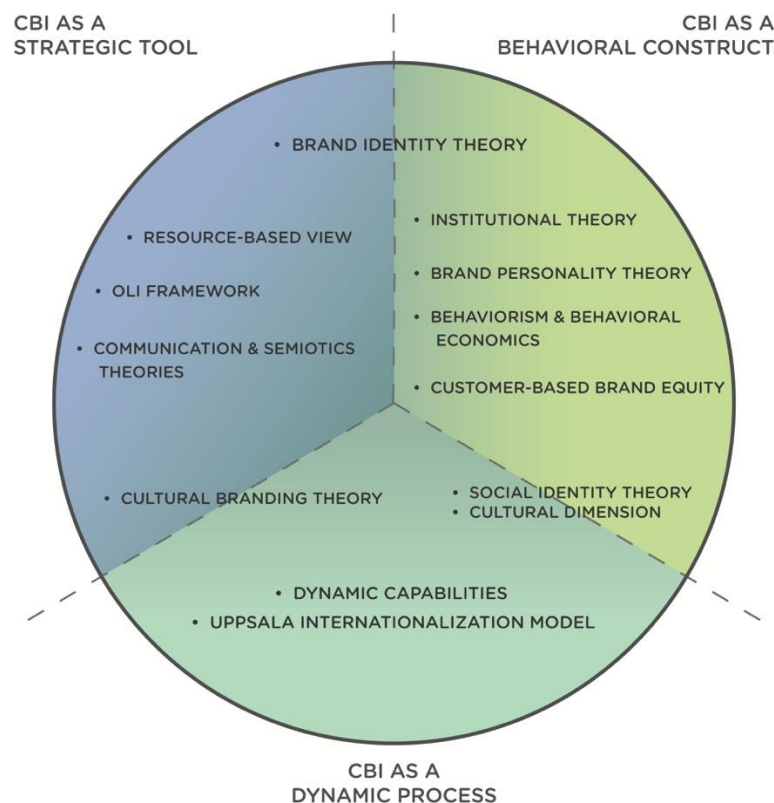 CBI AS A
STRATEGIC TOOL
CBI AS A
BEHAVIORAL CONSTRUCT
• BRAND IDENTITY THEORY
• RESOURCE-BASED VIEW
• OLI FRAMEWORK
• COMMUNICATION & SEMIOTICS
THEORIES
• INSTITUTIONAL THEORY
• BRAND PERSONALITY THEORY
• BEHAVIORISM & BEHAVIORAL
ECONOMICS
• CUSTOMER-BASED BRAND EQUITY
• CULTURAL BRANDING THEORY
• SOCIAL IDENTITY THEORY
• CULTURAL DIMENSION
• DYNAMIC CAPABILITIES
• UPPSALA INTERNATIONALIZATION MODEL
CBI AS A
DYNAMIC PROCESS